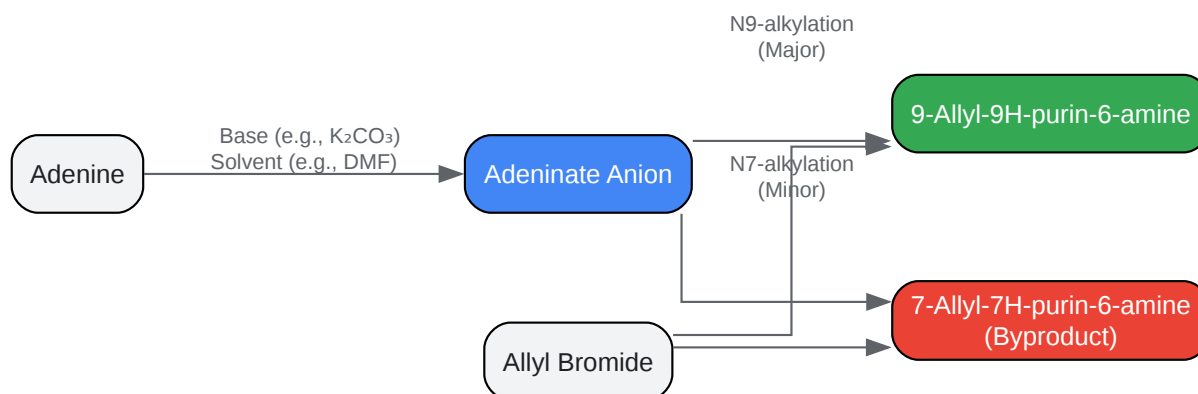 N9-alkylation
(Major)
9-Allyl-9H-purin-6-amine
Base (e.g., K₂CO₃)
Solvent (e.g., DMF)
Adenine
Adeninate Anion
N7-alkylation
(Minor)
7-Allyl-7H-purin-6-amine
(Byproduct)
Allyl Bromide